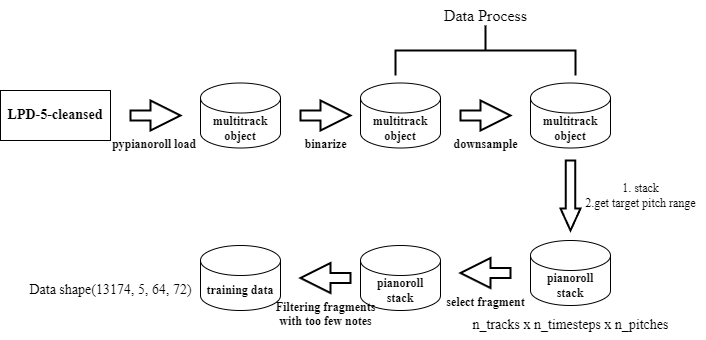 Data Process
LPD-5-cleansed
pypianoroll load
multitrack
object
binarize
multitrack
object
downsample
multitrack
object
1. stack
2.get target pitch range
pianoroll
stack
n_tracks x n_timesteps x n_pitches
select fragment
pianoroll
stack
Filtering fragments
with too few notes
training data
Data shape(13174, 5, 64, 72)